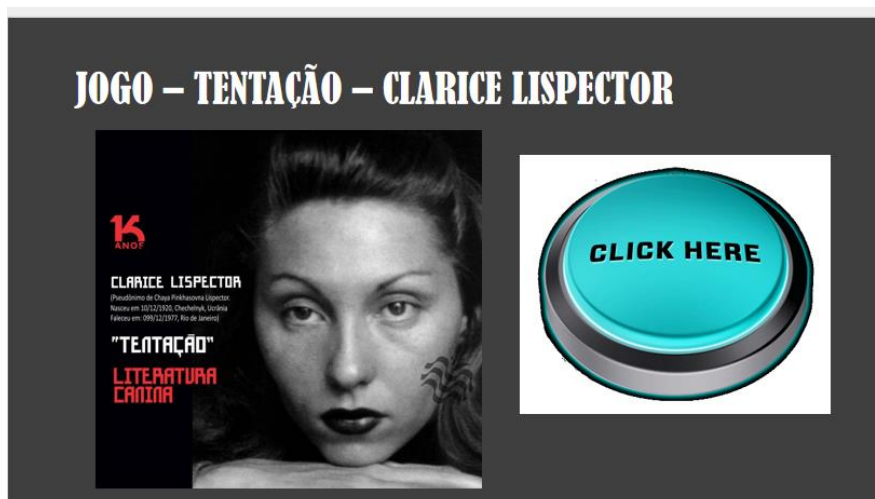 JOGO – TENTAÇÃO – CLARICE LISPECTOR
15
ANOS
CLARICE LISPECTOR
(Pseudônimo de Chaya Pinkhasovna Lispector.
Nasceu em 10/12/1920, Chechelnyk, Ucrânia
Faleceu em: 099/12/1977, Rio de Janeiro)
"TENTAÇÃO"
LITERATURA
CANINA
CLICK HERE